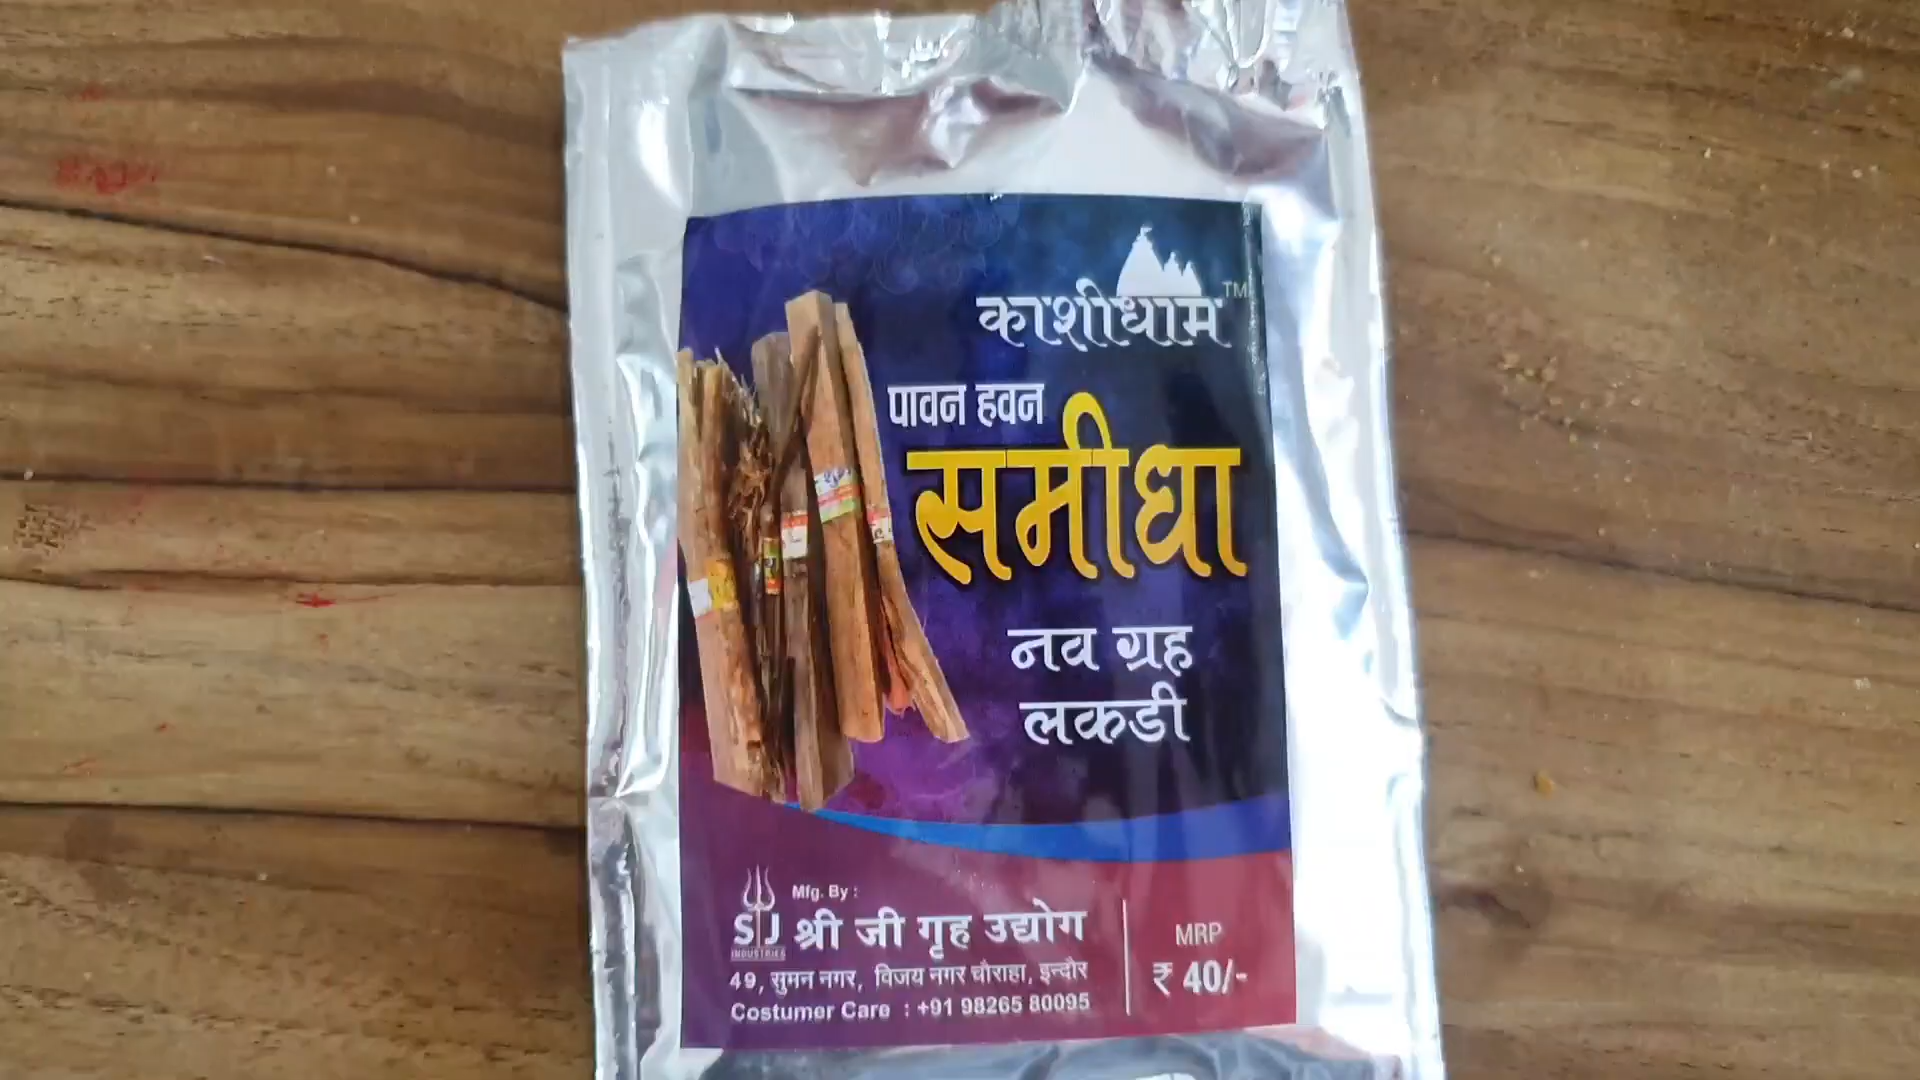 काशीधाम TM
पावन हवन
समीधा
नव ग्रह
लकडी
Mfg. By :
SJ श्री जी गृह उद्योग
INDUSTRIES
49, सुमन नगर, विजय नगर चौराहा, इन्दौर
Costumer Care : +91 98265 80095
MRP
₹ 40/-